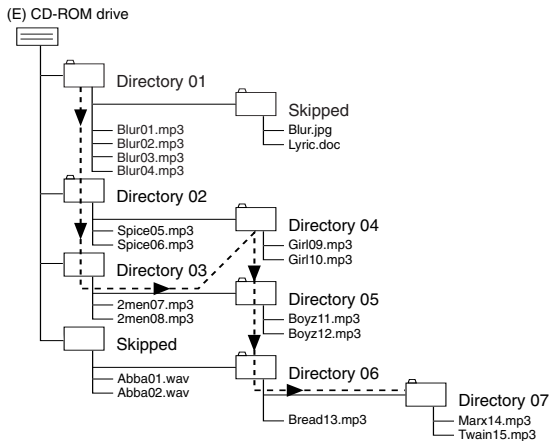 (E) CD-ROM drive
Directory 01
Skipped
Blur01.mp3
Blur02.mp3
Blur03.mp3
Blur04.mp3
Blur.jpg
Lyric.doc
Directory 02
Spice05.mp3
Spice06.mp3
Directory 04
Girl09.mp3
Girl10.mp3
Directory 03
2men07.mp3
2men08.mp3
Directory 05
Boyz11.mp3
Boyz12.mp3
Skipped
Abba01.wav
Abba02.wav
Directory 06
Bread13.mp3
Directory 07
Marx14.mp3
Twain15.mp3